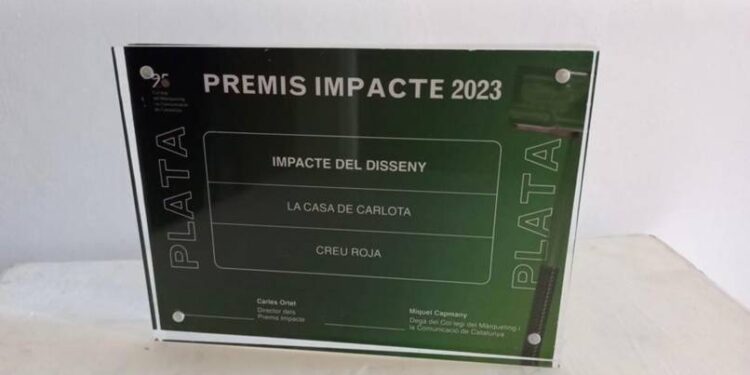 PREMIS IMPACTE 2023
PLATA
IMPACTE DEL DISSENY
LA CASA DE CARLOTA
CREU ROJA
PLATA
Carles Ortet
Director dels
Premis Impacte
Miquel Capmany
Degà del Col·legi del Màrqueting i
la Comunicació de Catalunya